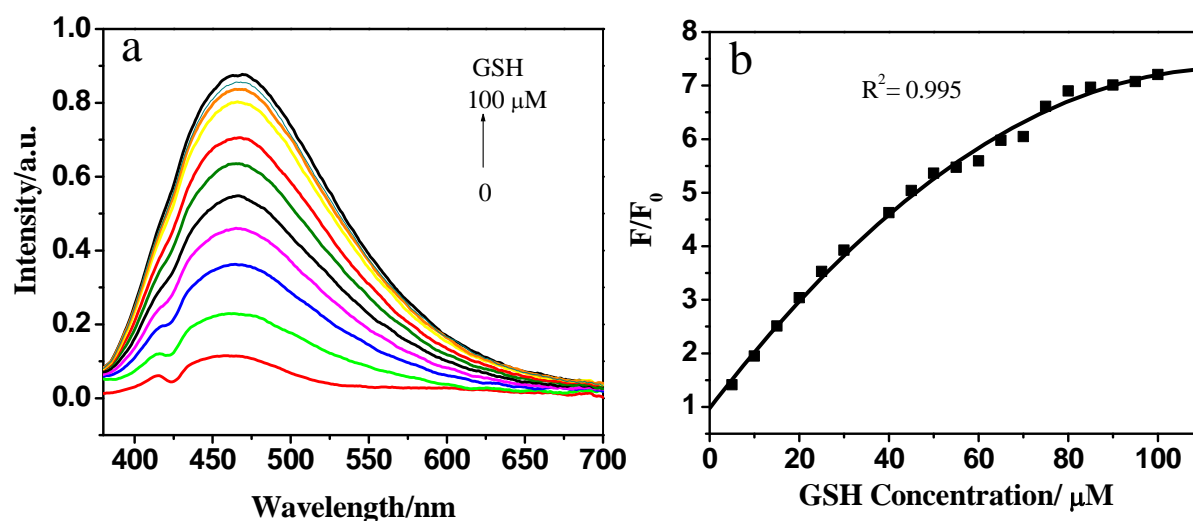 a
GSH
100 μM
0
1.0
0.8
0.6
0.4
0.2
0.0
Intensity/a.u.
400 450 500 550 600 650 700
Wavelength/nm
b
R²= 0.995
8
7
6
5
4
3
2
1
F/F₀
0 20 40 60 80 100
GSH Concentration/ μM